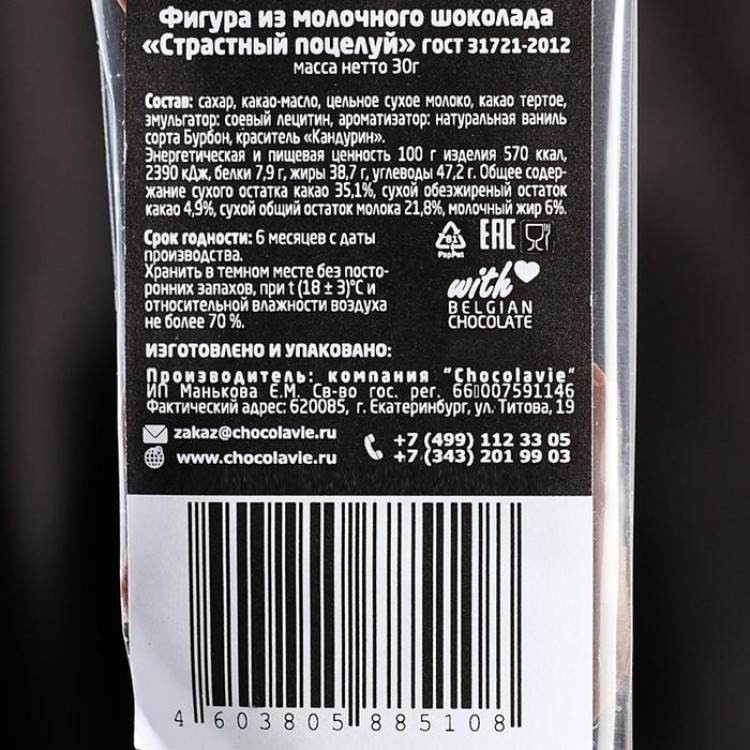 Фигура из молочного шоколада
«Страстный поцелуй» ГОСТ 31721-2012
масса нетто 30г
Состав: сахар, какао-масло, цельное сухое молоко, какао тертое,
эмульгатор: соевый лецитин, ароматизатор: натуральная ваниль
сорта Бурбон, краситель «Кандурин».
Энергетическая и пищевая ценность 100 г изделия 570 ккал,
2390 кДж, белки 7,9 г, жиры 38,7 г, углеводы 47,2 г. Общее содер-
жание сухого остатка какао 35,1%, сухой обезжиреный остаток
какао 4,9%, сухой общий остаток молока 21,8%, молочный жир 6%.
Срок годности: 6 месяцев с даты
производства.
Хранить в темном месте без посто-
ронних запахов, при t (18 ± 3)°C и
относительной влажности воздуха
не более 70 %.
81
PapPet
EAC
with
BELGIAN
CHOCOLATE
ИЗГОТОВЛЕНО И УПАКОВАНО:
Производитель: компания "Chocolavie"
ИП Манькова Е.М. Св-во гос. рег. 66▯007591146
Фактический адрес: 620085, г. Екатеринбург, ул. Титова, 19
zakaz@chocolavie.ru
www.chocolavie.ru
+7 (499) 112 33 05
+7 (343) 201 99 03
4 603805 885108